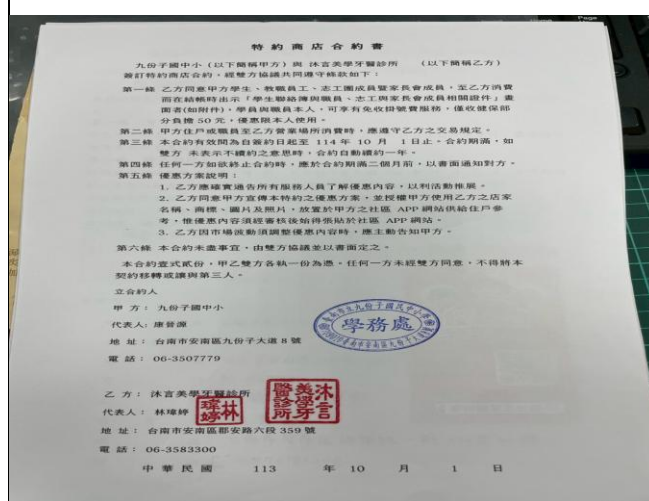 特約商店合約書
九份子國中小（以下簡稱甲方）與 沐言美學牙醫診所 （以下簡稱乙方）
簽訂特約商店合約，經雙方協議共同遵守條款如下：
第一條 乙方同意甲方學生、教職員工、志工團成員暨家長會成員，至乙方消費
而在結帳時出示「學生聯絡簿與職員、志工與家長會成員相關證件」畫
面者(如附件)，學員與職員本人，可享有免收掛號費服務，僅收健保部
分負擔 50 元，優惠限本人使用。
第二條 甲方住戶或職員至乙方營業場所消費時，應遵守乙方之交易規定。
第三條 本合約有效期為自簽約日起至 114 年 10 月 1日止，合約期滿，如
雙方 未表示不續約之意思時，合約自動續約一年。
第四條 任何一方如欲終止合約時，應於合約期滿二個月前，以書面通知對方。
第五條 優惠方案說明：
1. 乙方應確實通告所有服務人員了解優惠內容，以利活動推展。
2. 乙方同意甲方宣傳本特約之優惠方案，並授權甲方使用乙方之店家
名稱、商標、圖片及照片，放置於甲方之社區 APP 網站供給住戶參
考，惟優惠內容須經審核後始得張貼於社區 APP 網站。
3. 乙方因市場波動須調整優惠內容時，應主動告知甲方。
第六條 本合約未盡事宜，由雙方協議並以書面定之。
本合約壹式貳份，甲乙雙方各執一份為憑。任何一方未經雙方同意，不得將本
契約移轉或讓與第三人。
立合約人
甲 方： 九份子國中小
代表人：康晉源
地 址： 台南市安南區九份子大道 8 號
電 話： 06-3507779
學務處
乙 方： 沐言美學牙醫診所
代表人： 林瑋婷
地 址： 台南市安南區郡安路六段 359 號
電 話： 06-3583300
沐言美學牙醫診所
林瑋婷
中 華 民 國 113 年 10 月 1 日